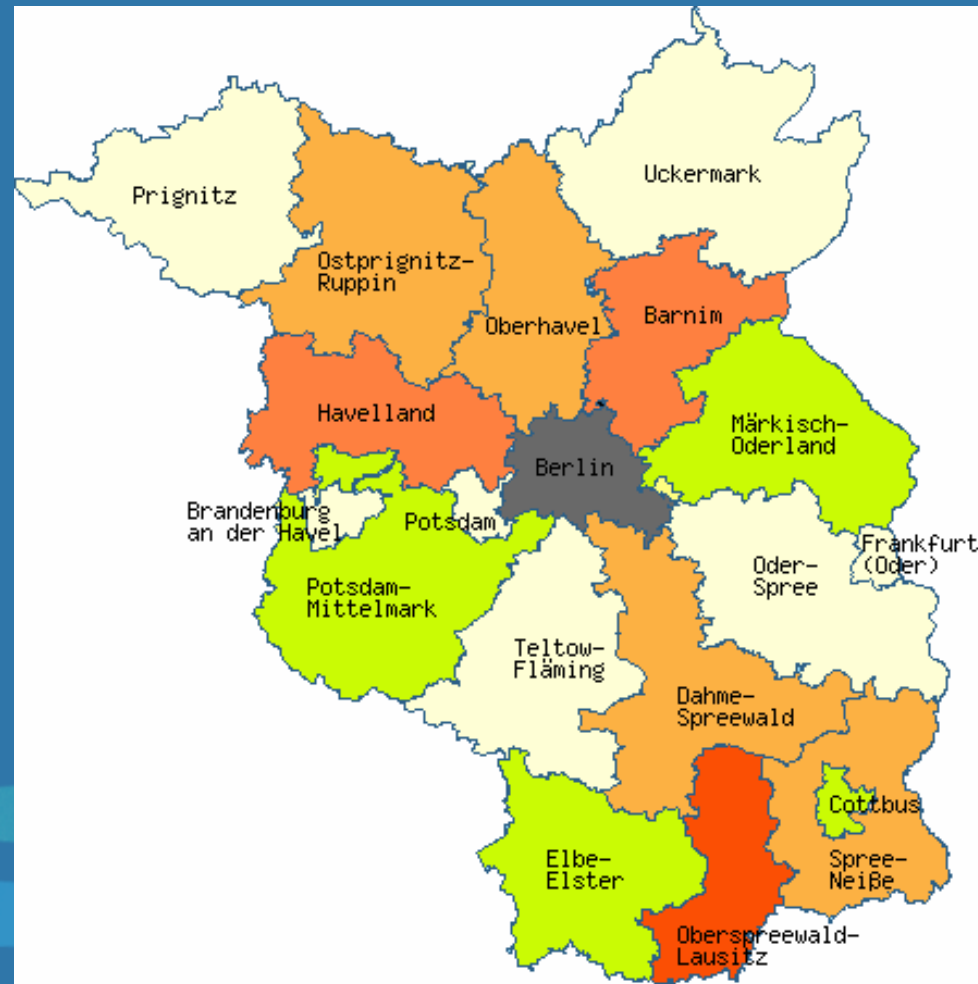 Uckermark
Prignitz
Ostprignitz-
Ruppin
Oberhavel
Barnim
Havelland
Märkisch-
Oderland
Berlin
Brandenburg
an der Havel
Potsdam
Frankfurt
(Oder)
Oder-
Spree
Potsdam-
Mittelmark
Teltow-
Fläming
Dahme-
Spreewald
Cottbus
Elbe-
Elster
Spree-
Neiße
Oberspreewald-
Lausitz